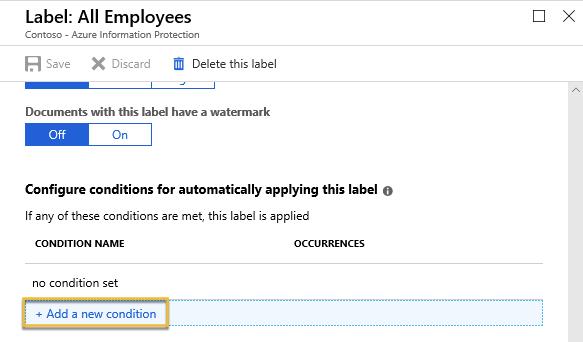 Label: All Employees
Contoso - Azure Information Protection
Save Discard Delete this label
Documents with this label have a watermark
Off On
Configure conditions for automatically applying this label
If any of these conditions are met, this label is applied
CONDITION NAME OCCURRENCES
no condition set
+ Add a new condition